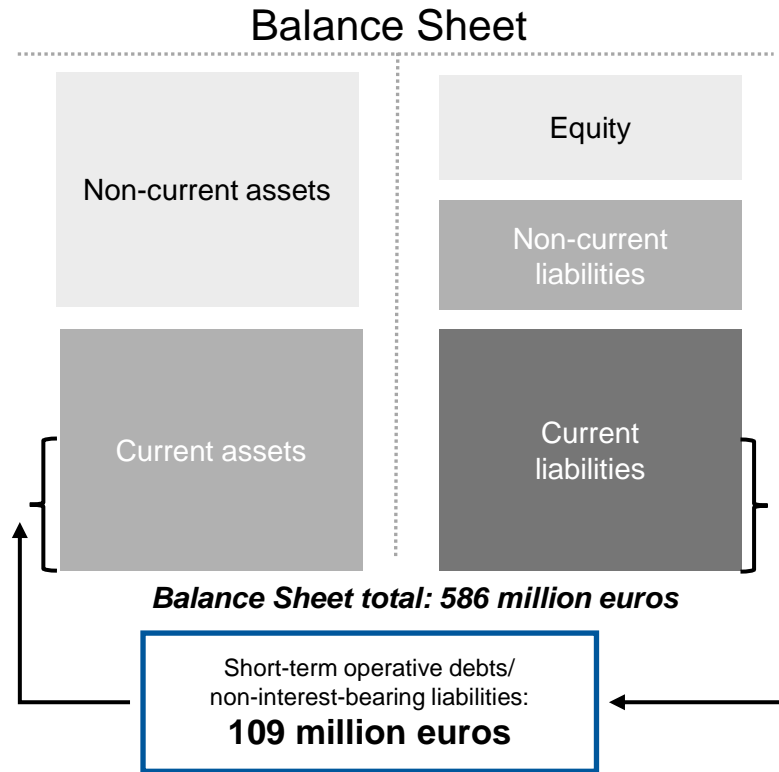 Balance Sheet
Non-current assets
Equity
Non-current
liabilities
Current assets
Current
liabilities
Balance Sheet total: 586 million euros
Short-term operative debts/
non-interest-bearing liabilities:
109 million euros